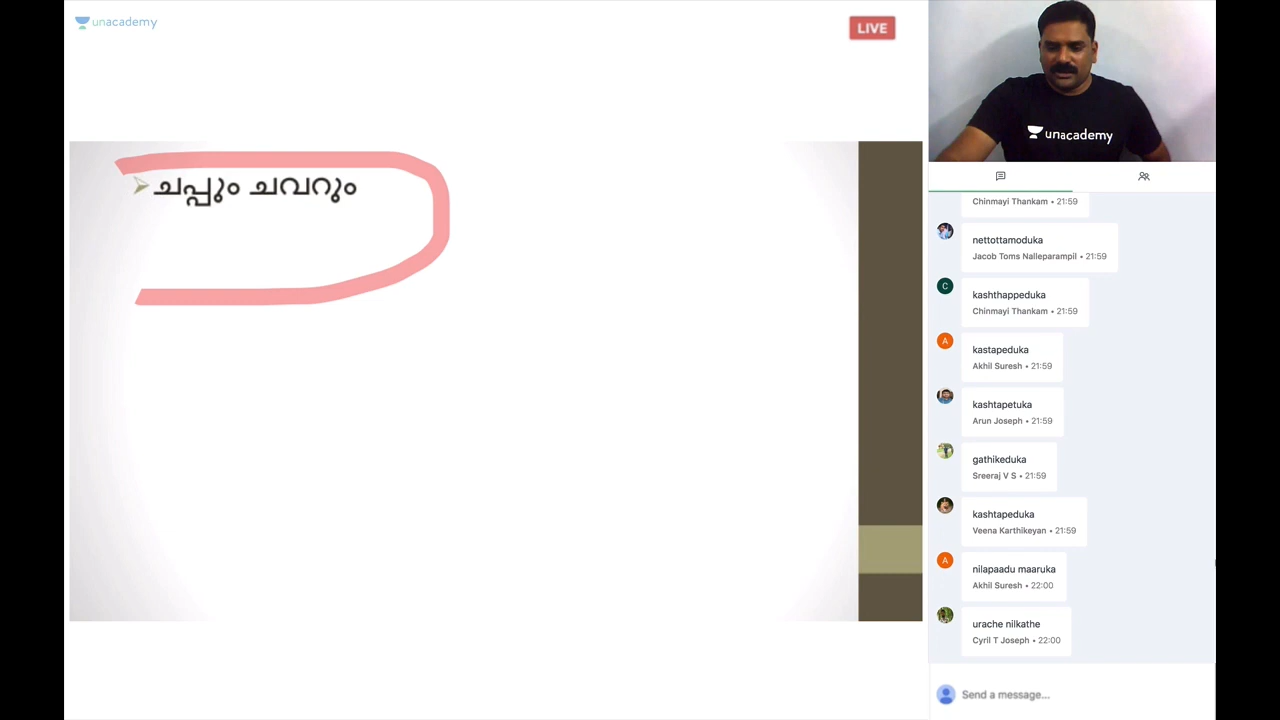 unacademy
LIVE
ചപ്പും ചവറും
unacademy
Chinmayi Thankam • 21:59
nettottamoduka
Jacob Toms Nalleparampil • 21:59
C
kashthappeduka
Chinmayi Thankam • 21:59
A
kastapeduka
Akhil Suresh • 21:59
kashtapetuka
Arun Joseph • 21:59
gathikeduka
Sreeraj V S • 21:59
kashtapeduka
Veena Karthikeyan • 21:59
A
nilapaadu maaruka
Akhil Suresh • 22:00
urache nilkathe
Cyril T Joseph • 22:00
Send a message...